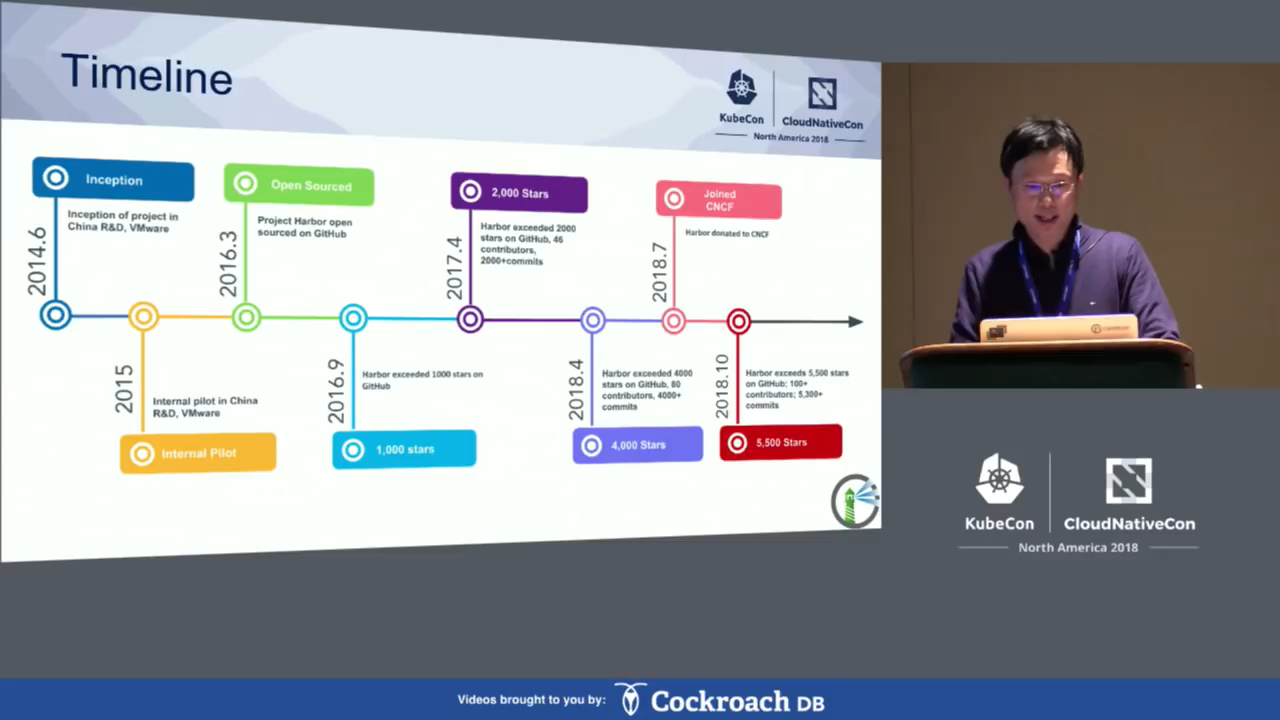 Timeline
KubeCon
CloudNativeCon
North America 2018
Inception
Inception of project in
China R&D, VMware
2014.6
Open Sourced
Project Harbor open
sourced on GitHub
2016.3
2,000 Stars
Harbor exceeded 2000
stars on GitHub, 46
contributors,
2000+commits
2017.4
Joined
CNCF
Harbor donated to CNCF
2018.7
2015
Internal pilot in China
R&D, VMware
Internal Pilot
2016.9
Harbor exceeded 1000 stars on
GitHub
1,000 stars
2018.4
Harbor exceeded 4000
stars on GitHub, 80
contributors, 4000+
commits
4,000 Stars
2018.10
Harbor exceeds 5,500 stars
on GitHub; 100+
contributors; 5,300+
commits
5,500 Stars
KubeCon
CloudNativeCon
North America 2018
Videos brought to you by:
Cockroach DB